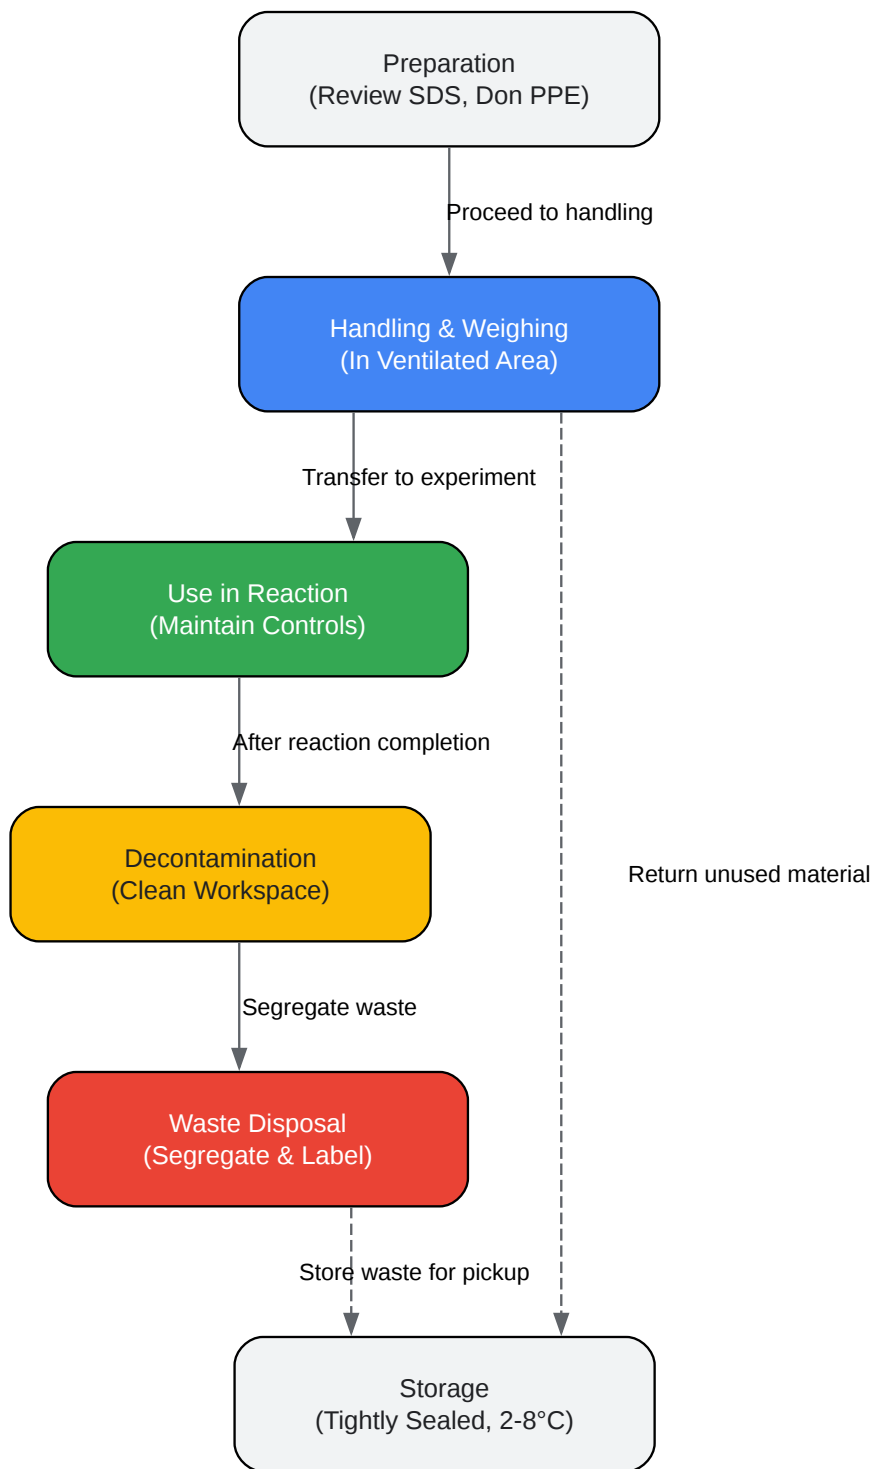 Preparation
(Review SDS, Don PPE)
Proceed to handling
Handling & Weighing
(In Ventilated Area)
Transfer to experiment
Use in Reaction
(Maintain Controls)
After reaction completion
Decontamination
(Clean Workspace)
Return unused material
Segregate waste
Waste Disposal
(Segregate & Label)
Store waste for pickup
Storage
(Tightly Sealed, 2-8°C)